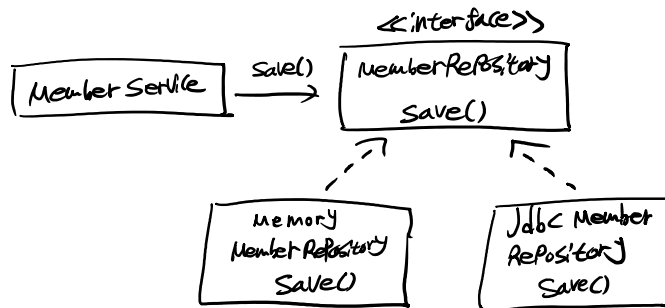 <<interface>>
MemberService
Save()
MemberRepository
Save()
Memory
MemberRepository
Save()
Jdbc Member
Repository
Save()